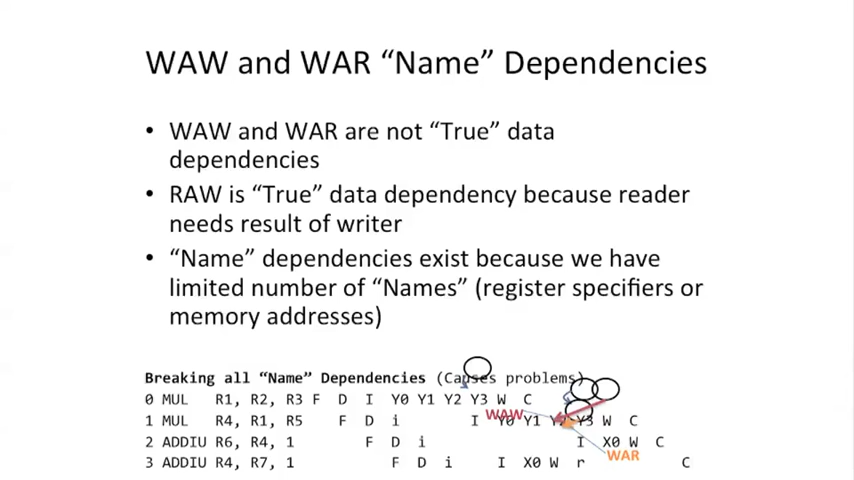 WAW and WAR “Name” Dependencies
• WAW and WAR are not “True” data
dependencies
• RAW is “True” data dependency because reader
needs result of writer
• “Name” dependencies exist because we have
limited number of “Names” (register specifiers or
memory addresses)
Breaking all “Name” Dependencies (Causes problems)
0 MUL R1, R2, R3 F D I Y0 Y1 Y2 Y3 W C
1 MUL R4, R1, R5 F D i I Y0 Y1 Y2 Y3 W C
WAW
2 ADDIU R6, R4, 1 F D i I X0 W C
WAR
3 ADDIU R4, R7, 1 F D i I X0 W r C